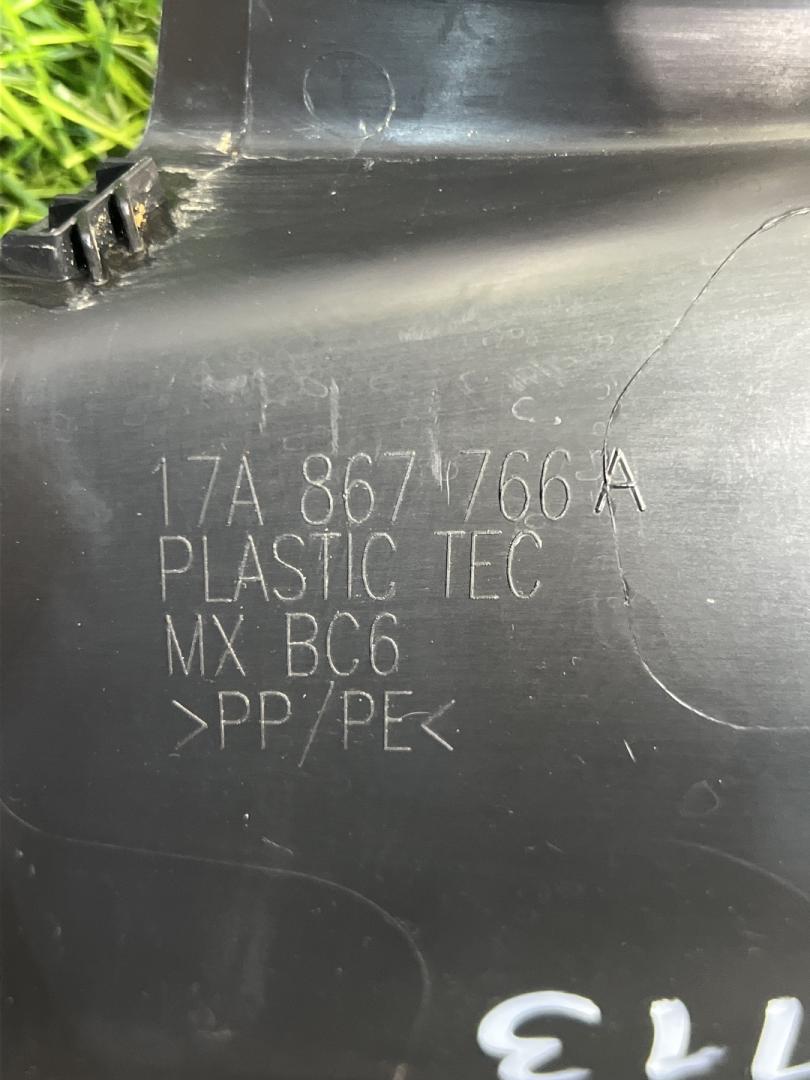 17A 867 766 A
PLASTIC TEC
MX BC6
>PP/PE<